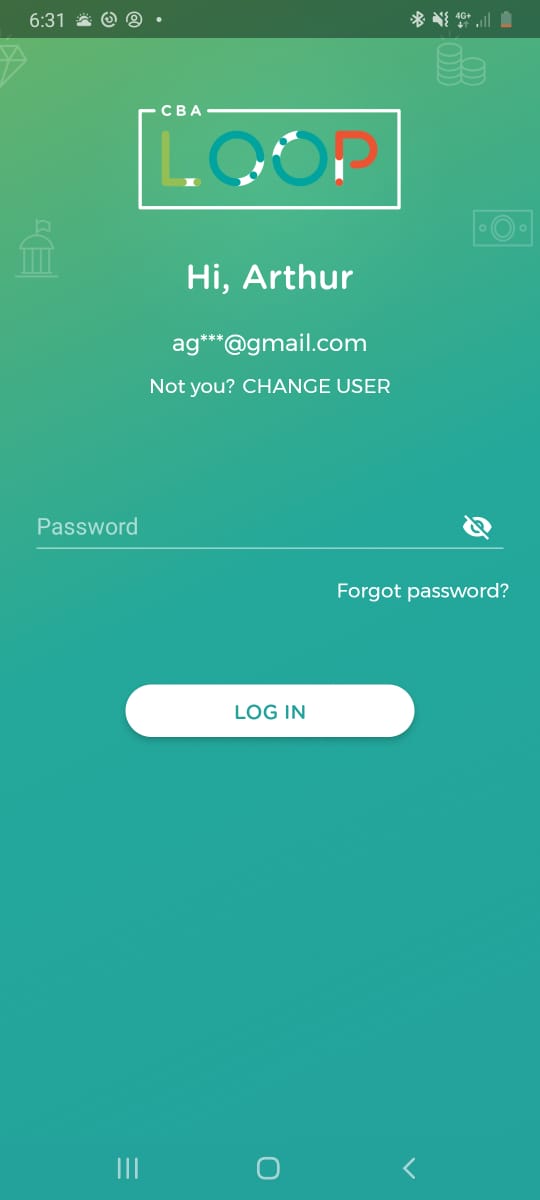 6:31
4G+
CBA
LOOP
Hi, Arthur
ag***@gmail.com
Not you? CHANGE USER
Password
Forgot password?
LOG IN